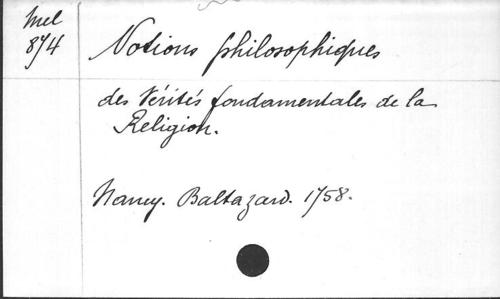 Mel
874
Notions philosophiques
des Vérités fondamentales de la
Religion.
Nancy. Baltazard. 1758.